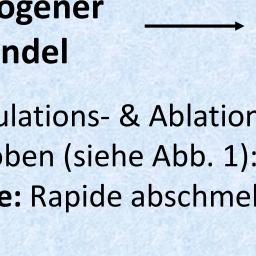 ogener
ndel
ulations- & Ablation
oben (siehe Abb. 1):
e: Rapide abschmel